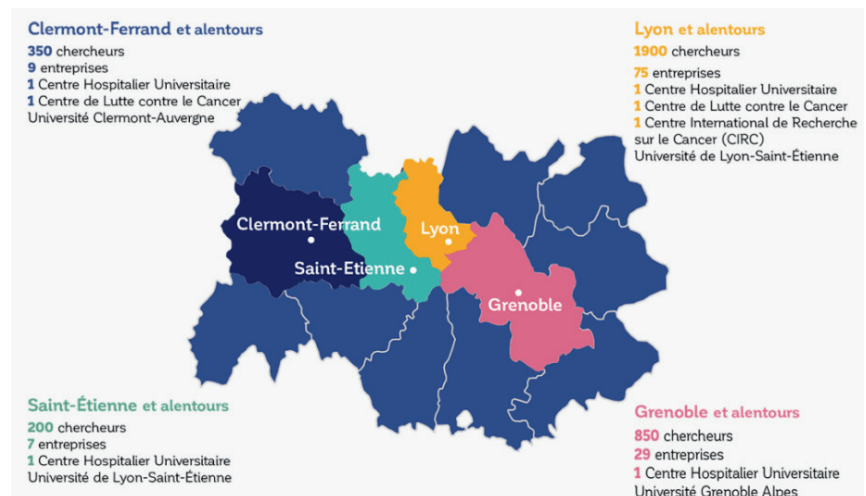 Clermont-Ferrand et alentours
350 chercheurs
9 entreprises
1 Centre Hospitalier Universitaire
1 Centre de Lutte contre le Cancer
Université Clermont-Auvergne
Lyon et alentours
1900 chercheurs
75 entreprises
1 Centre Hospitalier Universitaire
1 Centre de Lutte contre le Cancer
1 Centre International de Recherche
sur le Cancer (CIRC)
Université de Lyon-Saint-Étienne
Clermont-Ferrand
Lyon
Saint-Etienne
Grenoble
Saint-Étienne et alentours
200 chercheurs
7 entreprises
1 Centre Hospitalier Universitaire
Université de Lyon-Saint-Étienne
Grenoble et alentours
850 chercheurs
29 entreprises
1 Centre Hospitalier Universitaire
Université Grenoble Alpes